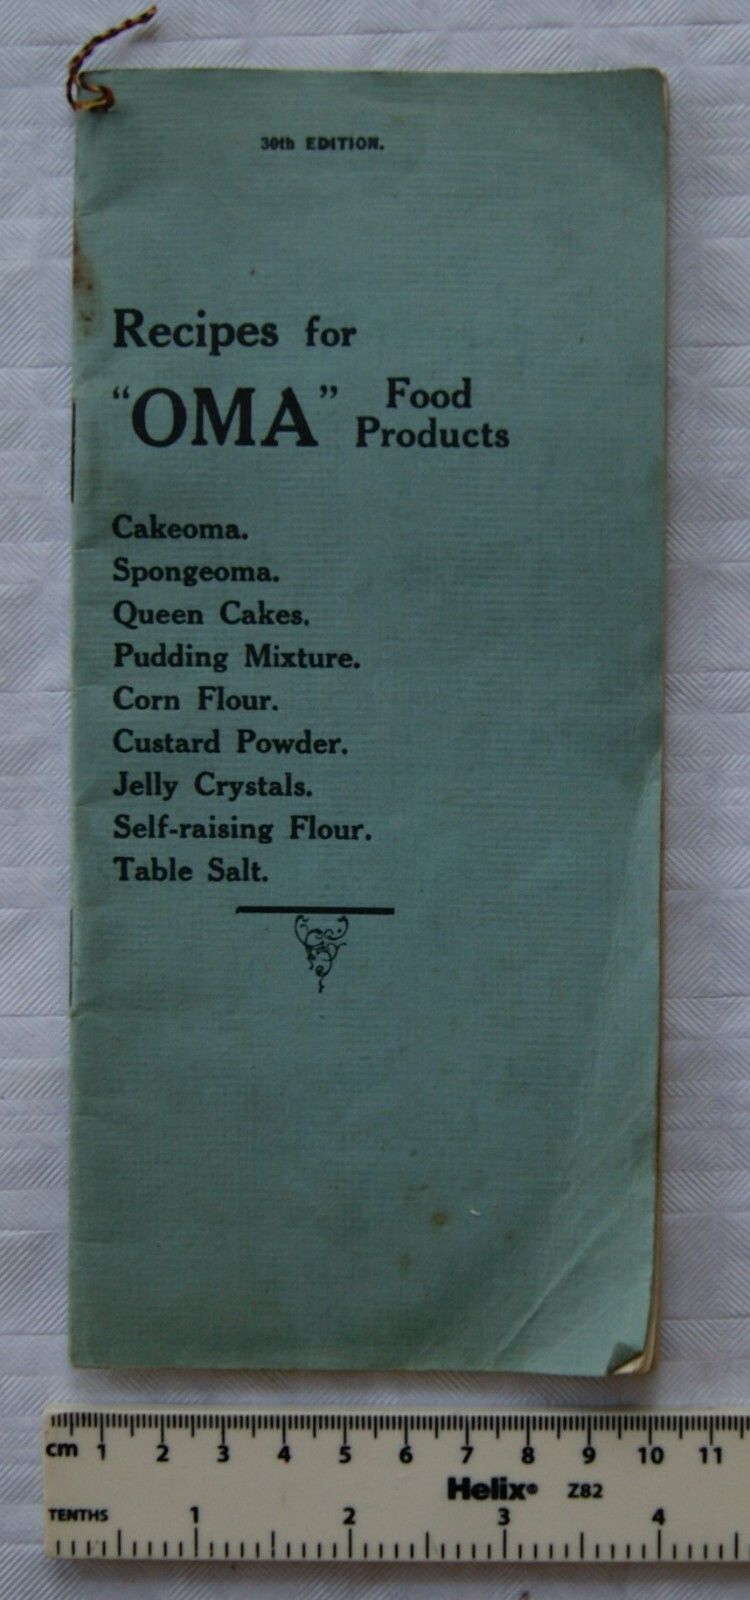 30th EDITION.
Recipes for
"OMA" Food Products
Cakeoma.
Spongeoma.
Queen Cakes.
Pudding Mixture.
Corn Flour.
Custard Powder.
Jelly Crystals.
Self-raising Flour.
Table Salt.
cm 1 2 3 4 5 6 7 8 9 10 11
Helix® Z82
TENTHS 1 2 3 4